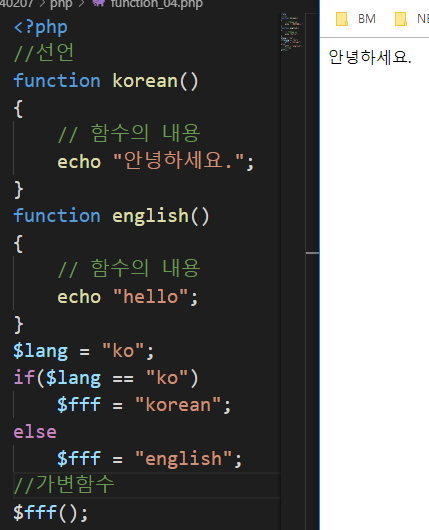 40207 > php > function_04.php
<?php
//선언
function korean()
{
// 함수의 내용
echo "안녕하세요.";
}
function english()
{
// 함수의 내용
echo "hello";
}
$lang = "ko";
if($lang == "ko")
$fff = "korean";
else
$fff = "english";
//가변함수
$fff();
BM
안녕하세요.